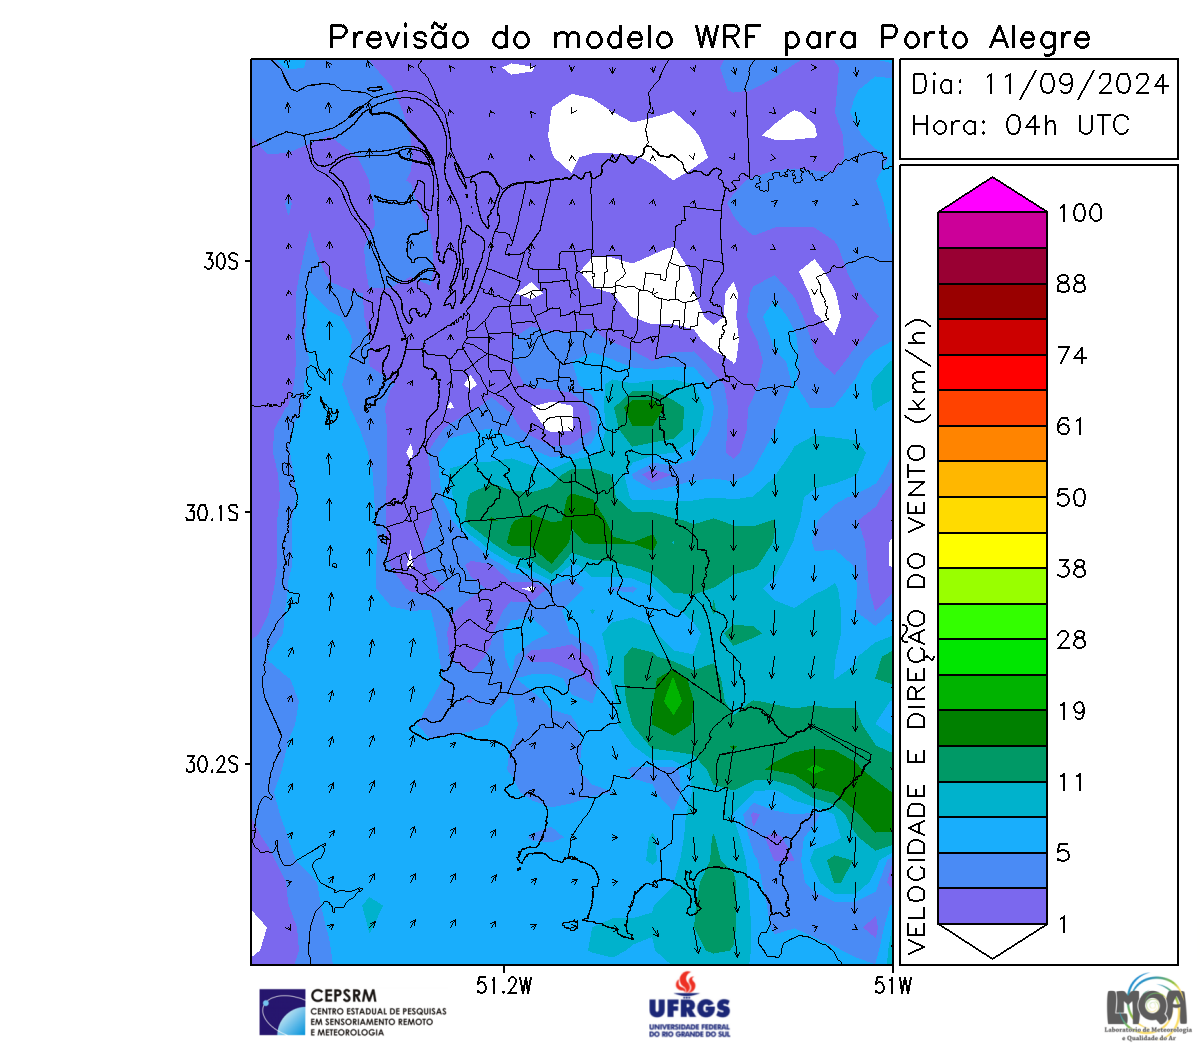 Previsão do modelo WRF para Porto Alegre
Dia: 11/09/2024
Hora: 04h UTC
30S
30.1S
30.2S
51.2W
51W
VELOCIDADE E DIREÇÃO DO VENTO (km/h)
100
88
74
61
50
38
28
19
11
5
1
CEPSRM
CENTRO ESTADUAL DE PESQUISAS
EM SENSORIAMENTO REMOTO
E METEOROLOGIA
UFRGS
UNIVERSIDADE FEDERAL
DO RIO GRANDE DO SUL
LMQA
Laboratório de Meteorologia
e Qualidade do Ar